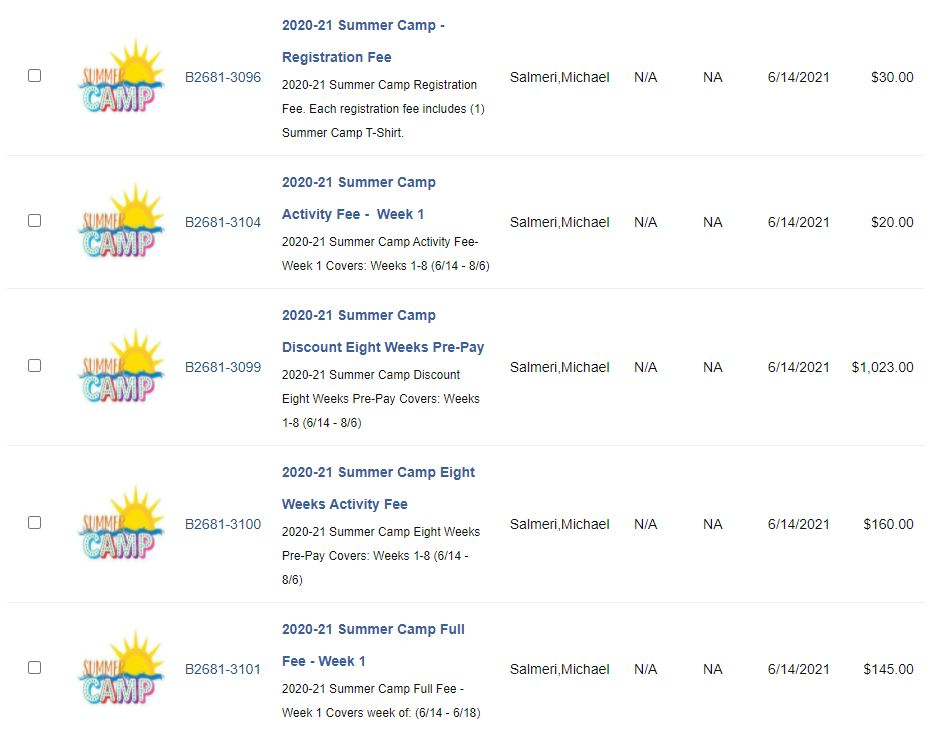 2020-21 Summer Camp -
Registration Fee
SUMMER
CAMP
B2681-3096
2020-21 Summer Camp Registration
Fee. Each registration fee includes (1)
Summer Camp T-Shirt.
Salmeri,Michael N/A NA 6/14/2021 $30.00
2020-21 Summer Camp
Activity Fee - Week 1
SUMMER
CAMP
B2681-3104
2020-21 Summer Camp Activity Fee-
Week 1 Covers: Weeks 1-8 (6/14 - 8/6)
Salmeri,Michael N/A NA 6/14/2021 $20.00
2020-21 Summer Camp
Discount Eight Weeks Pre-Pay
SUMMER
CAMP
B2681-3099
2020-21 Summer Camp Discount
Eight Weeks Pre-Pay Covers: Weeks
1-8 (6/14 - 8/6)
Salmeri,Michael N/A NA 6/14/2021 $1,023.00
2020-21 Summer Camp Eight
Weeks Activity Fee
SUMMER
CAMP
B2681-3100
2020-21 Summer Camp Eight Weeks
Pre-Pay Covers: Weeks 1-8 (6/14 -
8/6)
Salmeri,Michael N/A NA 6/14/2021 $160.00
2020-21 Summer Camp Full
Fee - Week 1
SUMMER
CAMP
B2681-3101
2020-21 Summer Camp Full Fee -
Week 1 Covers week of: (6/14 - 6/18)
Salmeri,Michael N/A NA 6/14/2021 $145.00